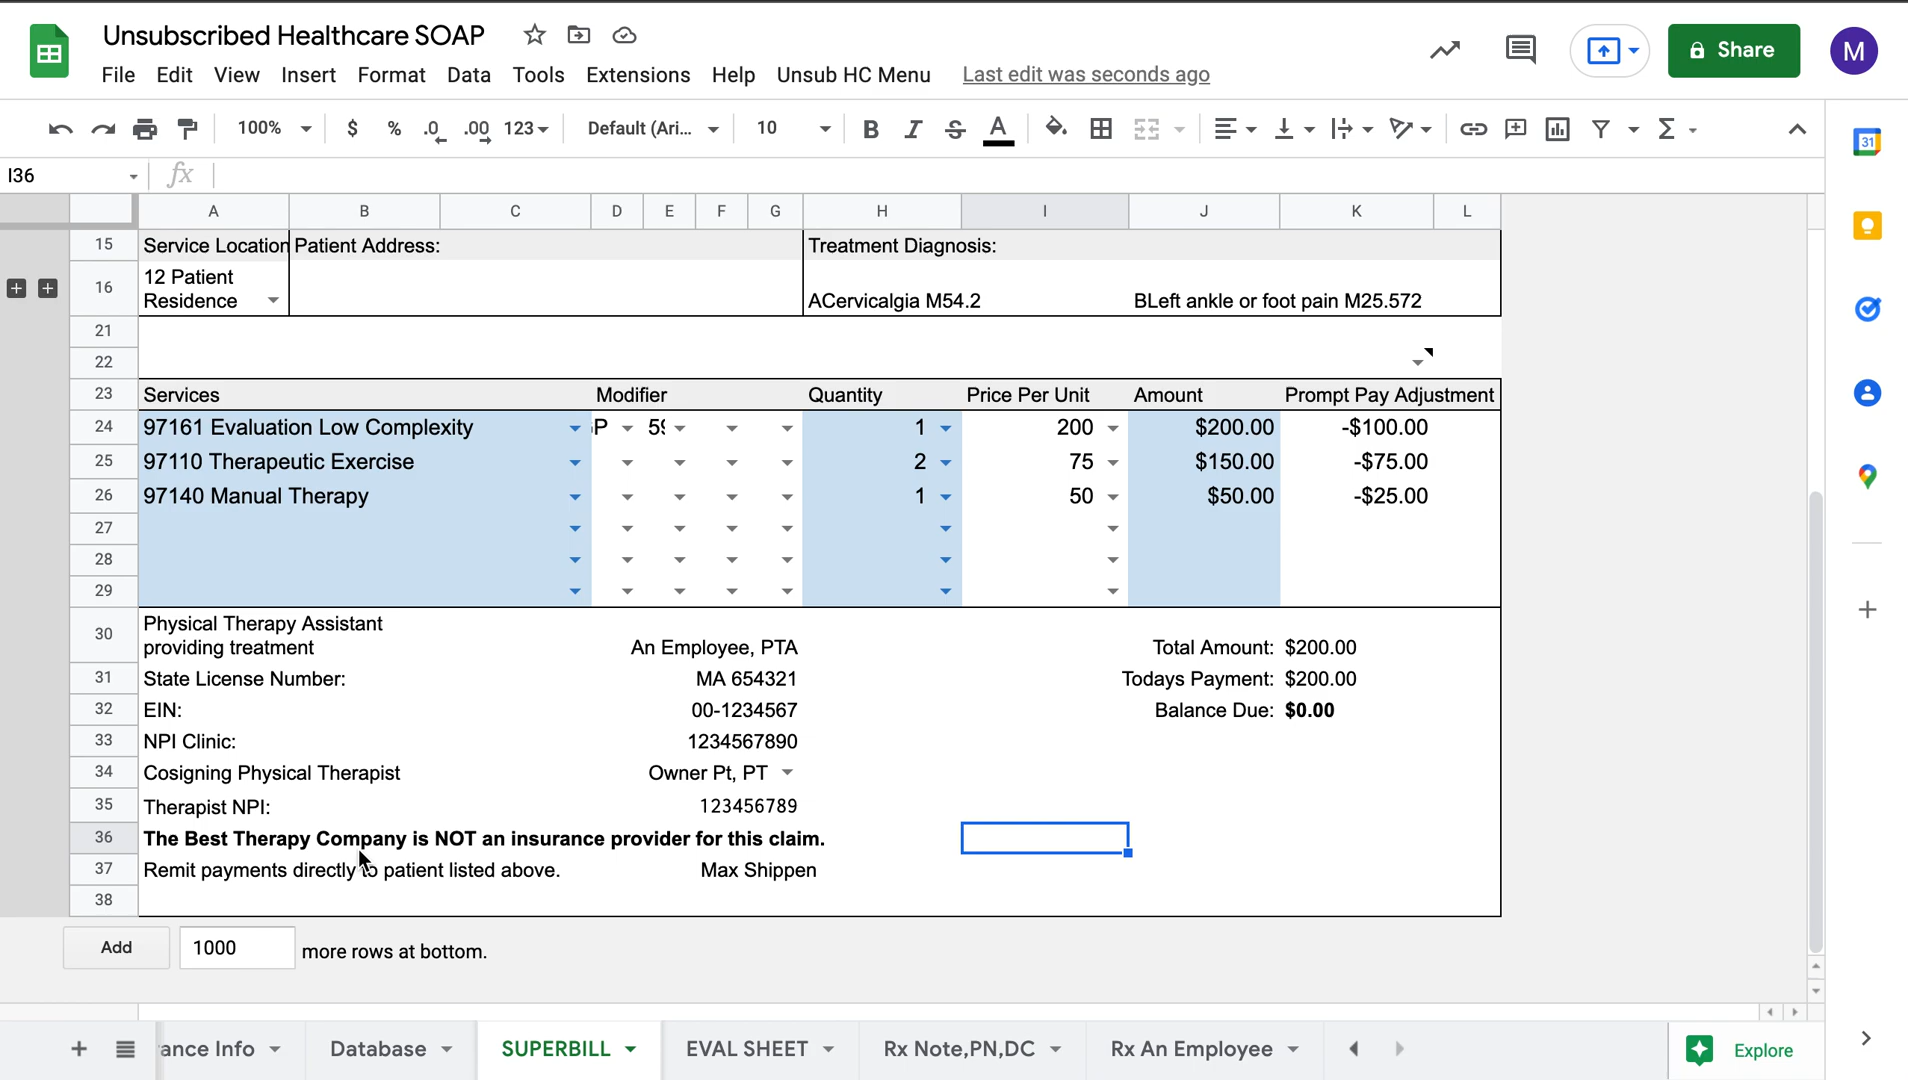 Unsubscribed Healthcare SOAP
File Edit View Insert Format Data Tools Extensions Help Unsub HC Menu Last edit was seconds ago
Share
M
100% $ % .0 .00 123 Default (Ari... 10 B I S A
31
I36 fx
A B C D E F G H I J K L
15 Service Location Patient Address: Treatment Diagnosis:
16 12 Patient Residence ACervicalgia M54.2 BLeft ankle or foot pain M25.572
21
22
23 Services Modifier Quantity Price Per Unit Amount Prompt Pay Adjustment
24 97161 Evaluation Low Complexity P 59 1 200 $200.00 -$100.00
25 97110 Therapeutic Exercise 2 75 $150.00 -$75.00
26 97140 Manual Therapy 1 50 $50.00 -$25.00
27
28
29
30 Physical Therapy Assistant providing treatment An Employee, PTA Total Amount: $200.00
31 State License Number: MA 654321 Todays Payment: $200.00
32 EIN: 00-1234567 Balance Due: $0.00
33 NPI Clinic: 1234567890
34 Cosigning Physical Therapist Owner Pt, PT
35 Therapist NPI: 123456789
36 The Best Therapy Company is NOT an insurance provider for this claim.
37 Remit payments directly to patient listed above. Max Shippen
38
Add 1000 more rows at bottom.
ance Info Database SUPERBILL EVAL SHEET Rx Note,PN,DC Rx An Employee Explore